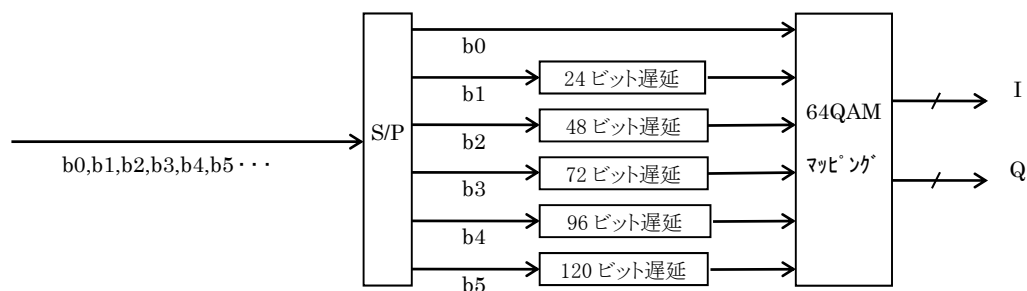 b0
24 ビット遅延
b1
I
48 ビット遅延
64QAM
S/P
b2
b0,b1,b2,b3,b4,b5・・・
72 ビット遅延
マッピング
Q
b3
96 ビット遅延
b4
120 ビット遅延
b5